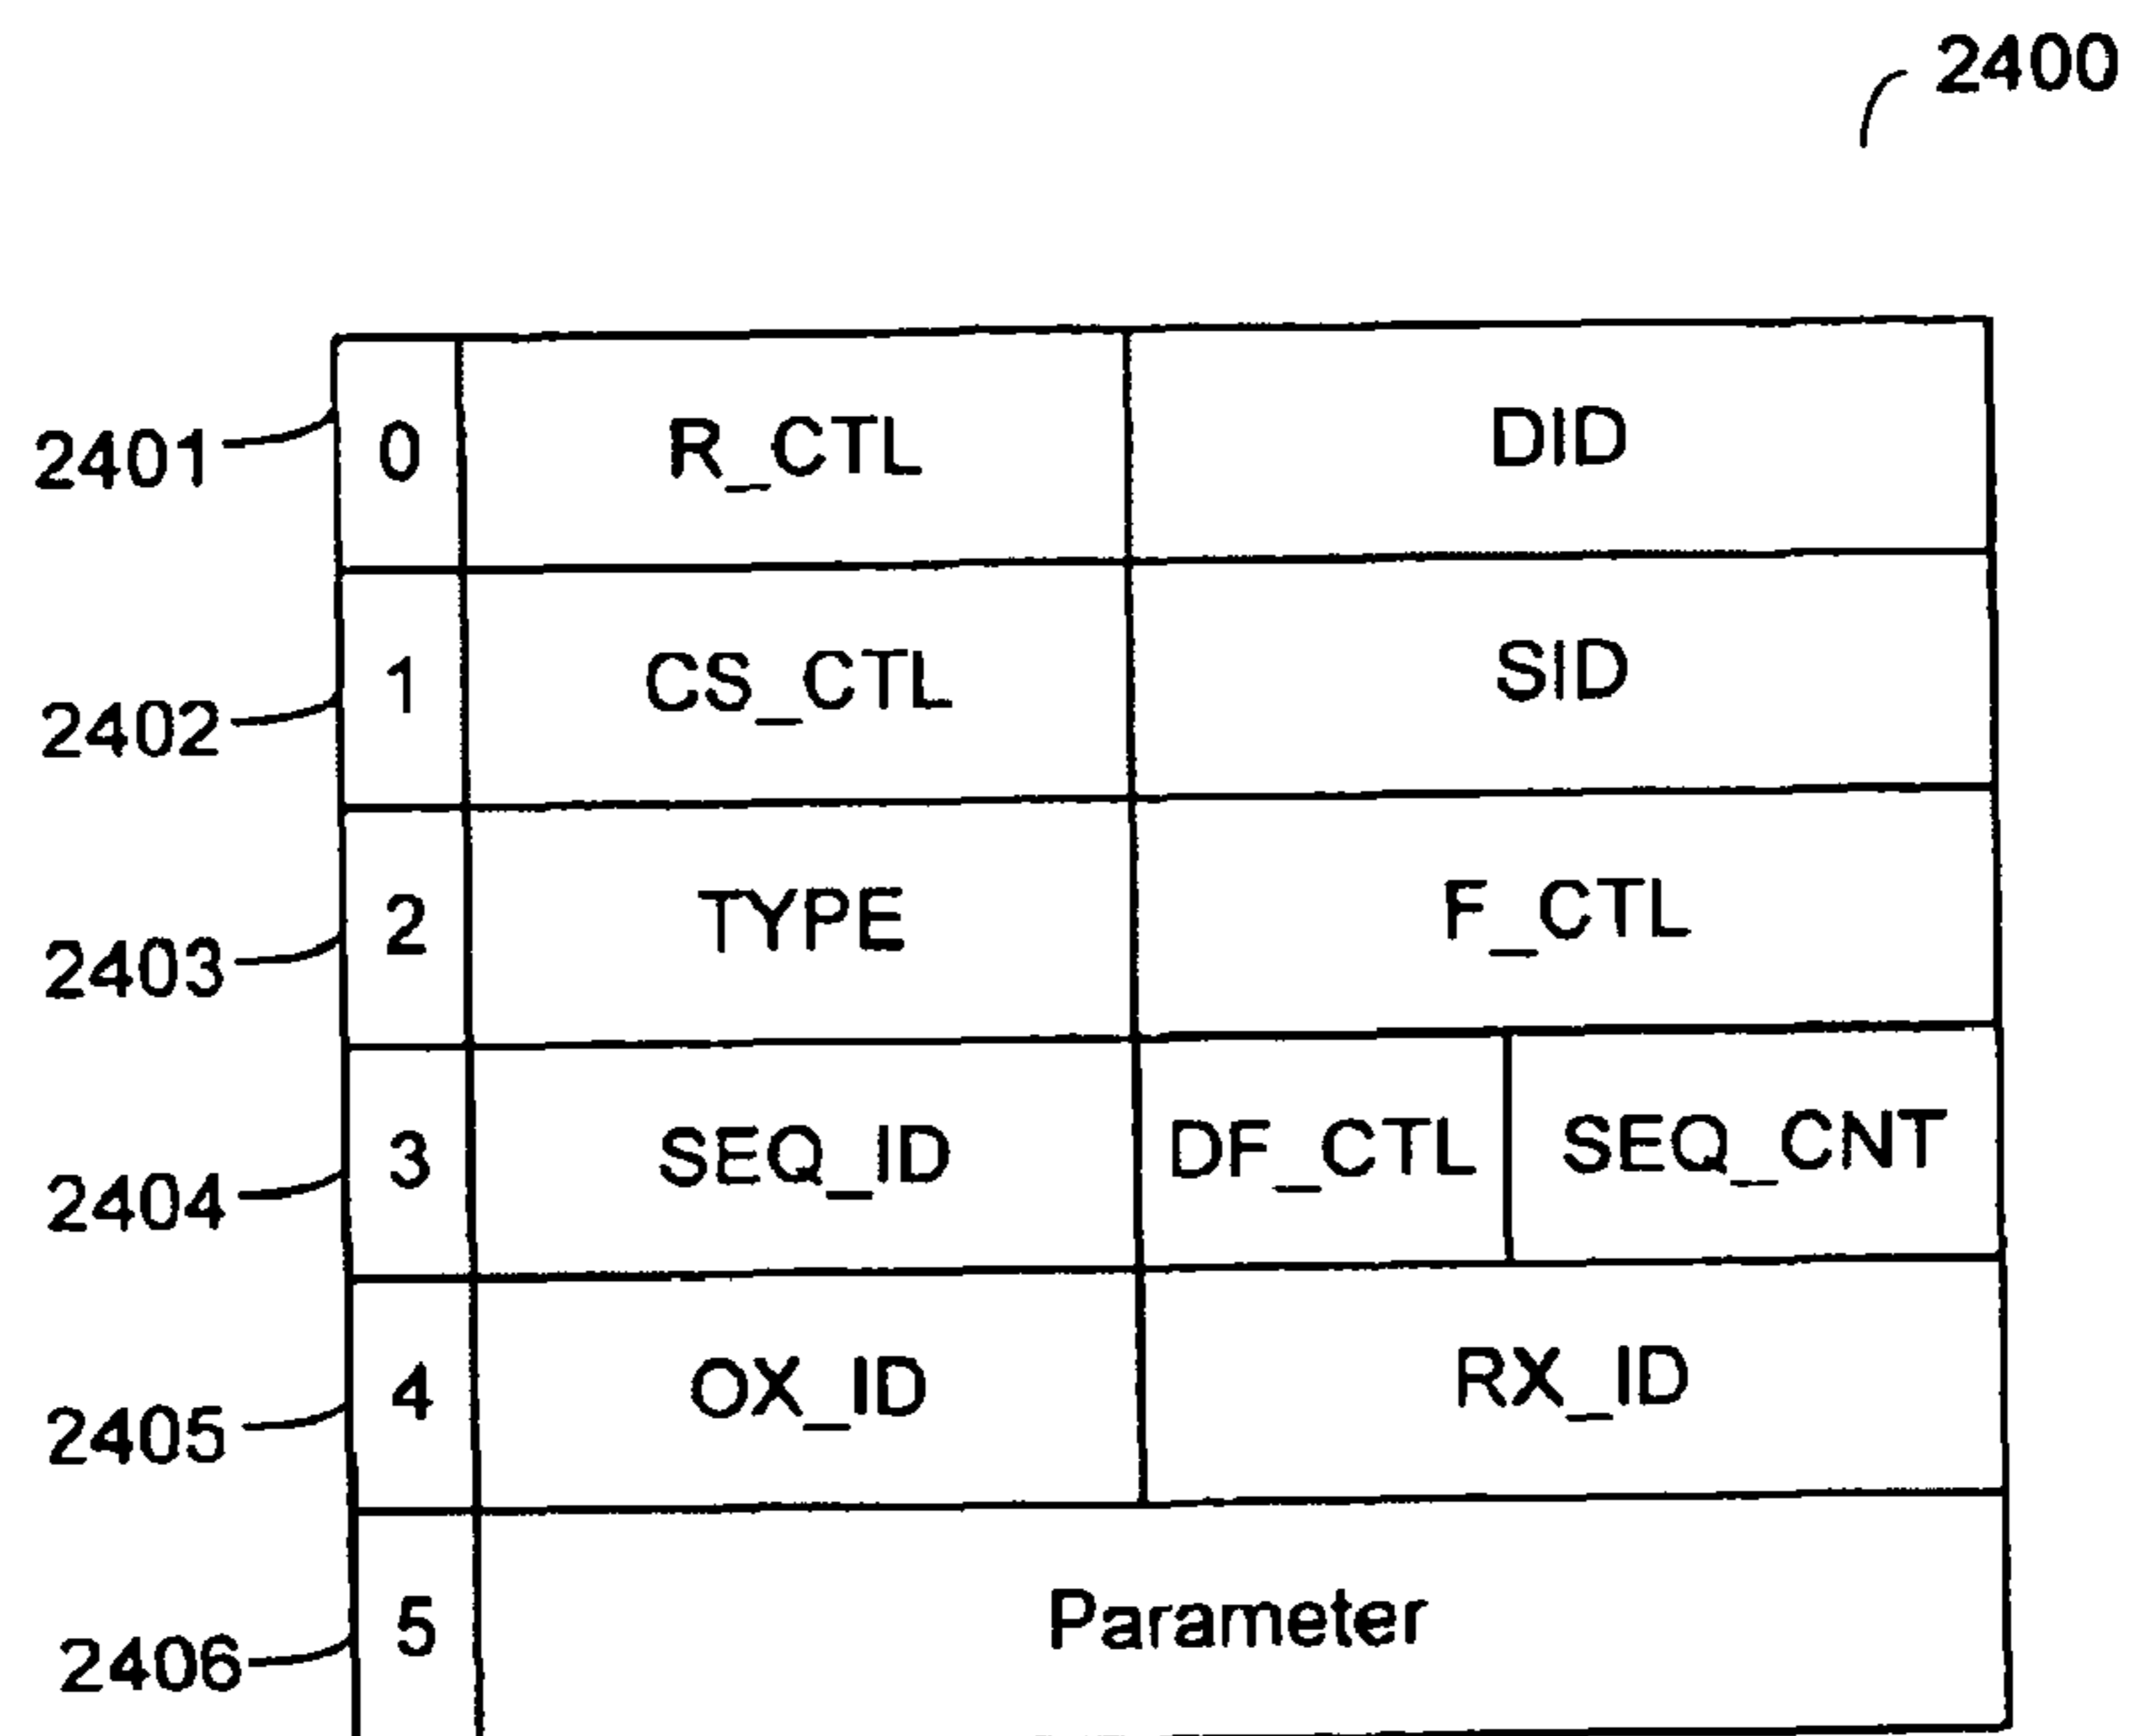 2400
2401 0 R_CTL DID
2402 1 CS_CTL SID
2403 2 TYPE F_CTL
2404 3 SEQ_ID DF_CTL SEQ_CNT
2405 4 OX_ID RX_ID
2406 5 Parameter